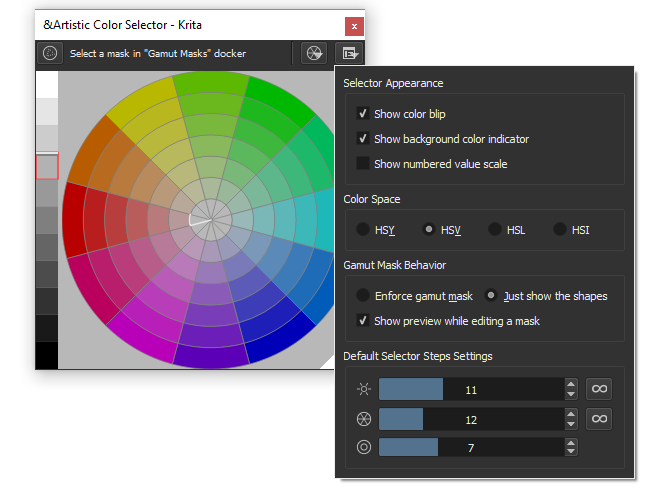 &Artistic Color Selector - Krita
x
Select a mask in "Gamut Masks" docker
Selector Appearance
Show color blip
Show background color indicator
Show numbered value scale
Color Space
HSY HSV HSL HSI
Gamut Mask Behavior
Enforce gamut mask Just show the shapes
Show preview while editing a mask
Default Selector Steps Settings
11 ∞
12 ∞
7